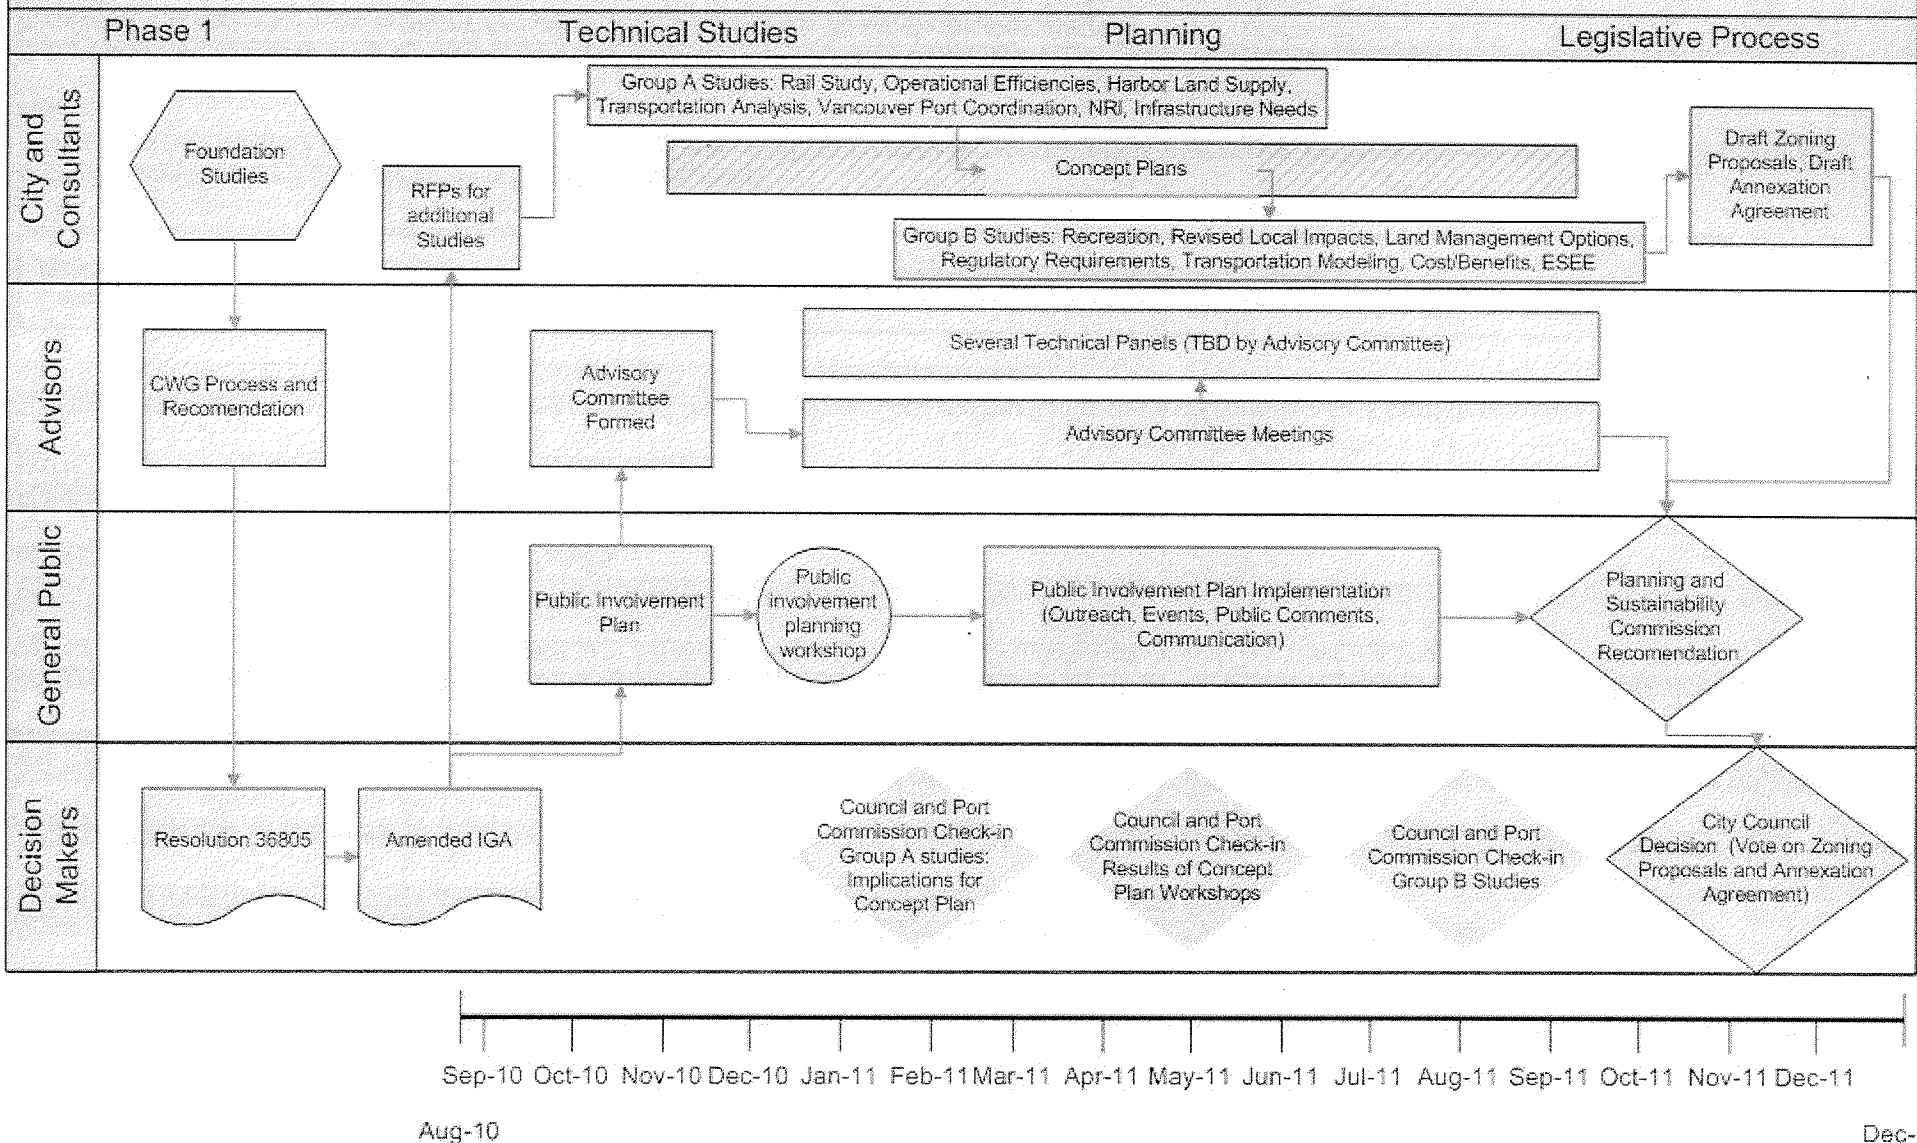 Phase 1
Technical Studies
Planning
Legislative Process
City and
Consultants
Foundation
Studies
RFPs for
additional
Studies
Group A Studies: Rail Study, Operational Efficiencies, Harbor Land Supply,
Transportation Analysis, Vancouver Port Coordination, NRI, Infrastructure Needs
Concept Plans
Group B Studies: Recreation, Revised Local Impacts, Land Management Options,
Regulatory Requirements, Transportation Modeling, Cost/Benefits, ESEE
Draft Zoning
Proposals, Draft
Annexation
Agreement
Advisors
CWG Process and
Recomendation
Advisory
Committee
Formed
Several Technical Panels (TBD by Advisory Committee)
Advisory Committee Meetings
General Public
Public Involvement
Plan
Public
involvement
planning
workshop
Public Involvement Plan Implementation
(Outreach, Events, Public Comments,
Communication)
Planning and
Sustainability
Commission
Recomendation
Decision
Makers
Resolution 36805
Amended IGA
Council and Port
Commission Check-in
Group A studies:
Implications for
Concept Plan
Council and Port
Commission Check-in
Results of Concept
Plan Workshops
Council and Port
Commission Check-in
Group B Studies
City Council
Decision (Vote on Zoning
Proposals and Annexation
Agreement)
Sep-10 Oct-10 Nov-10 Dec-10 Jan-11 Feb-11 Mar-11 Apr-11 May-11 Jun-11 Jul-11 Aug-11 Sep-11 Oct-11 Nov-11 Dec-11
Aug-10
Dec-